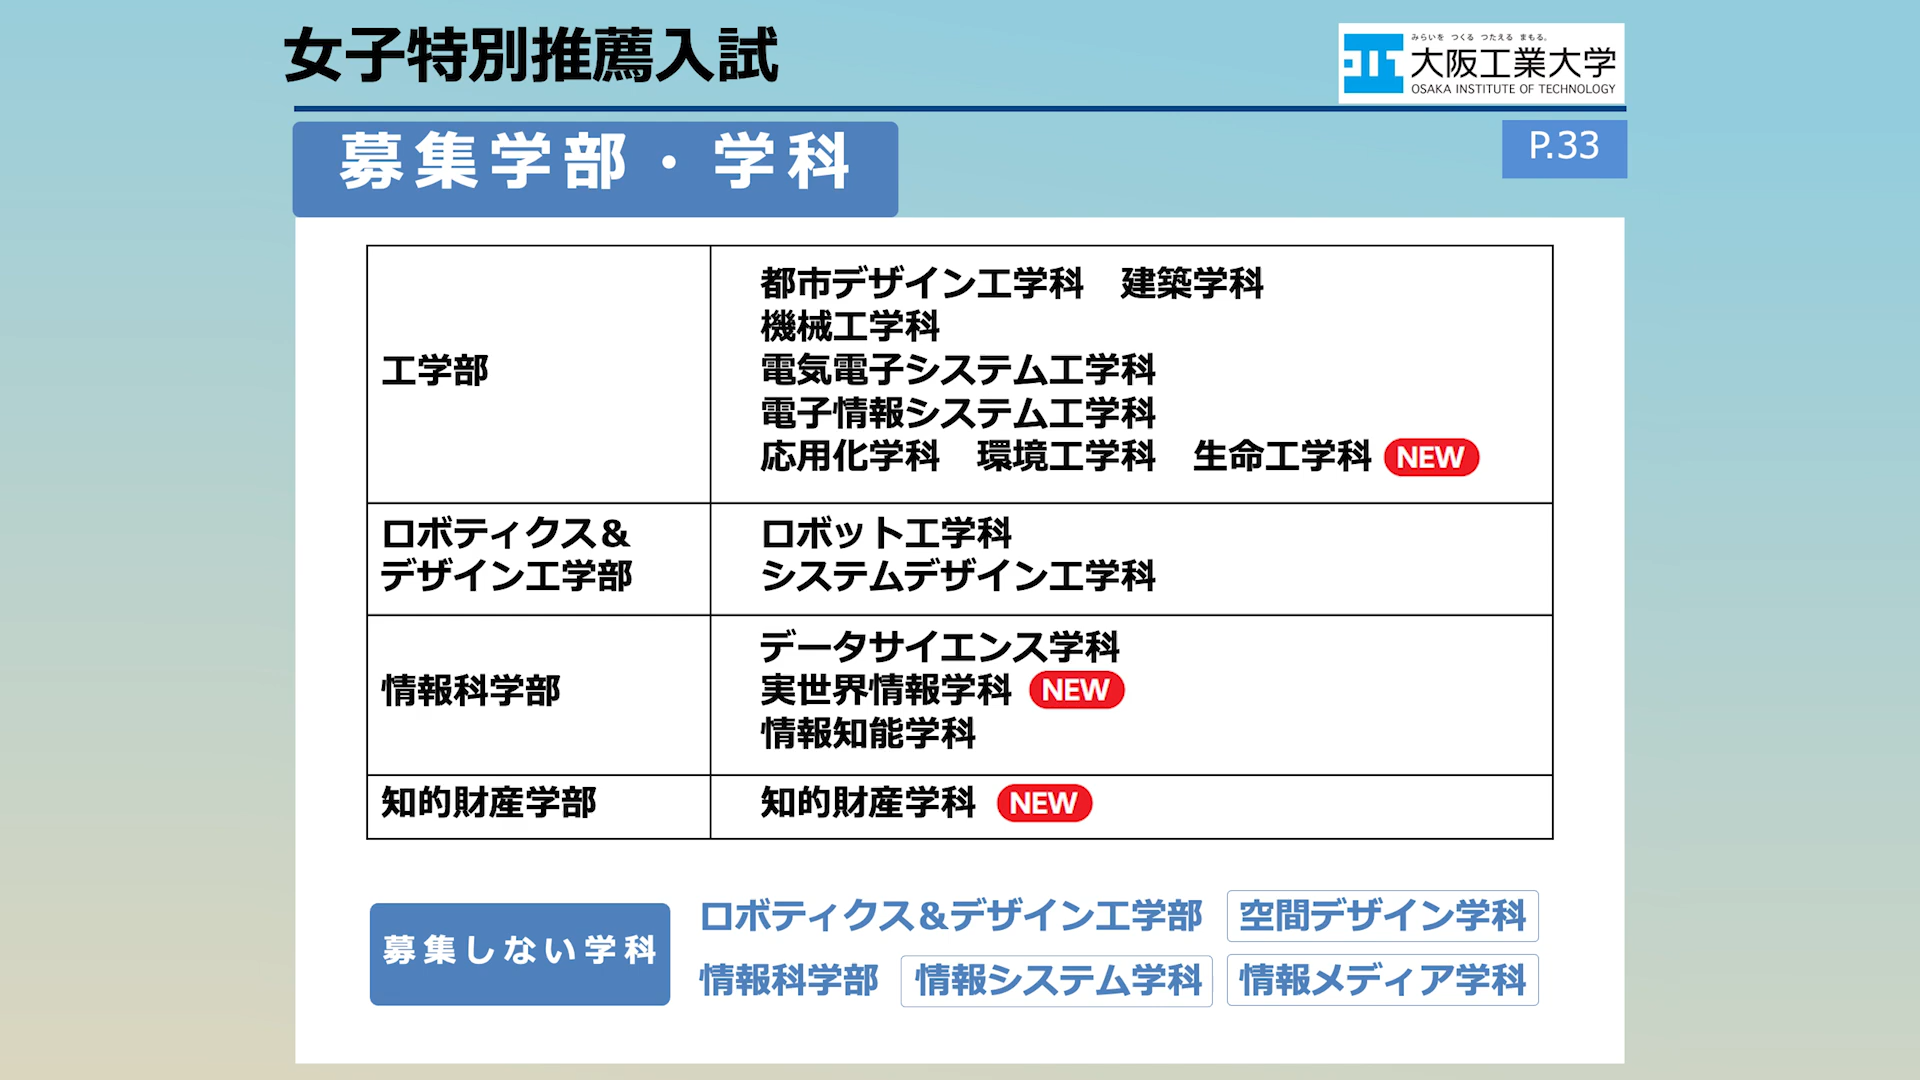 女子特別推薦入試
みらいを つくる つたえる まもる。
大阪工業大学
OSAKA INSTITUTE OF TECHNOLOGY
募集学部・学科
P.33
工学部
都市デザイン工学科　建築学科
機械工学科
電気電子システム工学科
電子情報システム工学科
応用化学科　環境工学科　生命工学科 NEW
ロボティクス&
デザイン工学部
ロボット工学科
システムデザイン工学科
情報科学部
データサイエンス学科
実世界情報学科 NEW
情報知能学科
知的財産学部
知的財産学科 NEW
募集しない学科
ロボティクス&デザイン工学部 空間デザイン学科
情報科学部 情報システム学科 情報メディア学科